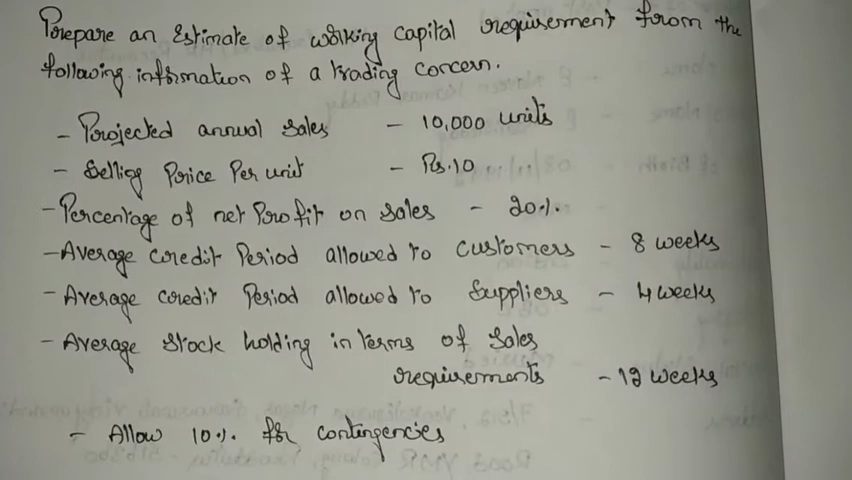 Prepare an Estimate of working capital requirement from the
following information of a trading concern.
- Projected annual sales - 10,000 units
- Selling Price Per unit - Rs.10
- Percentage of net Profit on sales - 20%.
- Average credit Period allowed to customers - 8 weeks
- Average credit Period allowed to Suppliers - 4 weeks
- Average stock holding in terms of sales
requirements - 12 weeks
- Allow 10% for contingencies